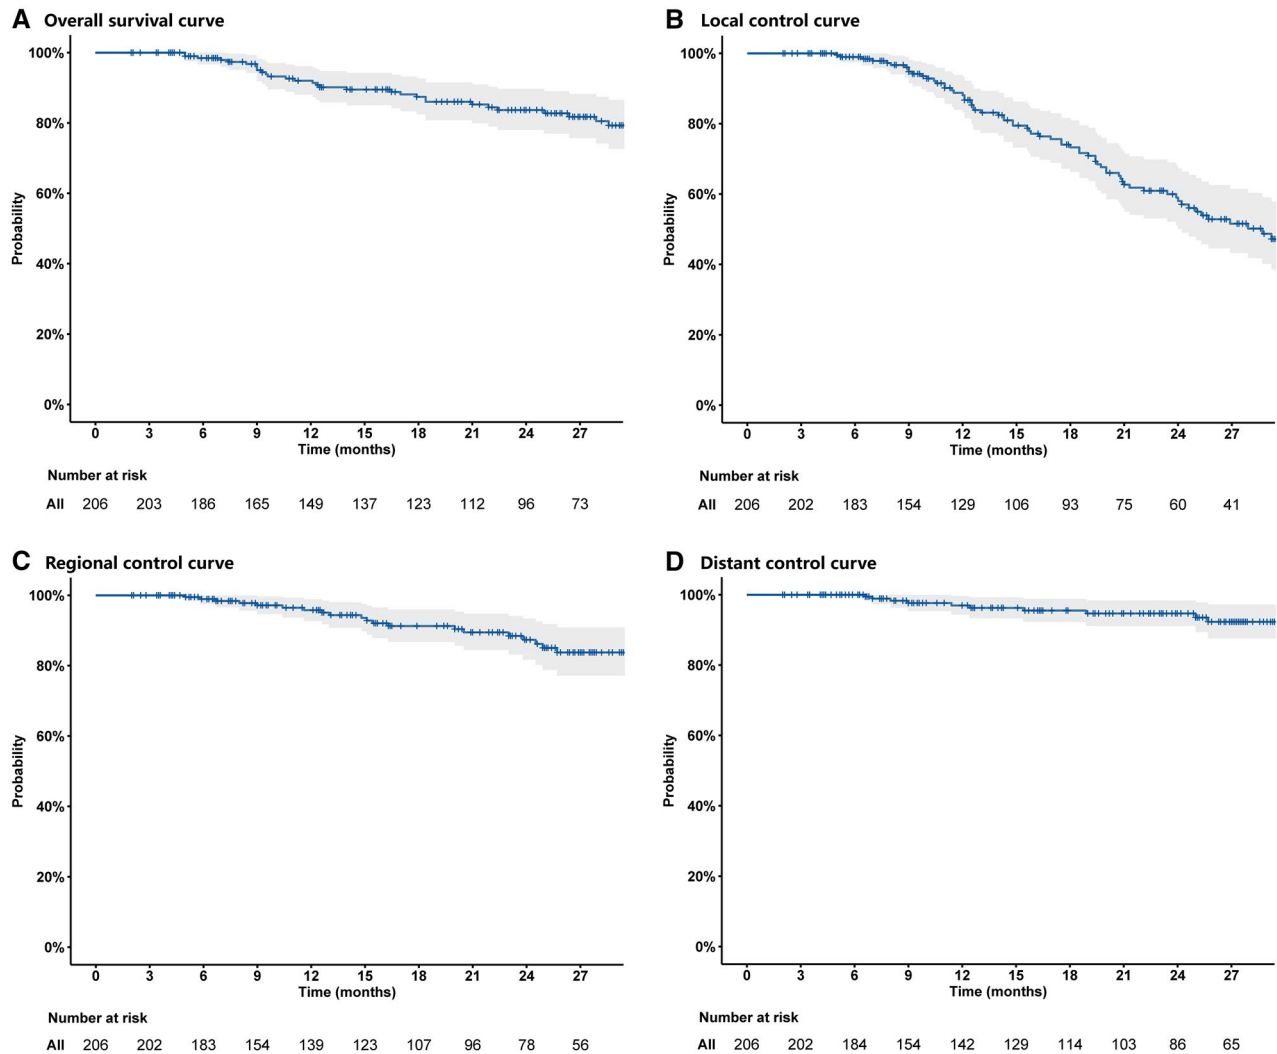 A Overall survival curve
100%
80%
60%
40%
20%
0%
Probability
0 3 6 9 12 15 18 21 24 27
Time (months)
Number at risk
All 206 203 186 165 149 137 123 112 96 73
B Local control curve
100%
80%
60%
40%
20%
0%
Probability
0 3 6 9 12 15 18 21 24 27
Time (months)
Number at risk
All 206 202 183 154 129 106 93 75 60 41
C Regional control curve
100%
80%
60%
40%
20%
0%
Probability
0 3 6 9 12 15 18 21 24 27
Time (months)
Number at risk
All 206 202 183 154 139 123 107 96 78 56
D Distant control curve
100%
80%
60%
40%
20%
0%
Probability
0 3 6 9 12 15 18 21 24 27
Time (months)
Number at risk
All 206 202 184 154 142 129 114 103 86 65